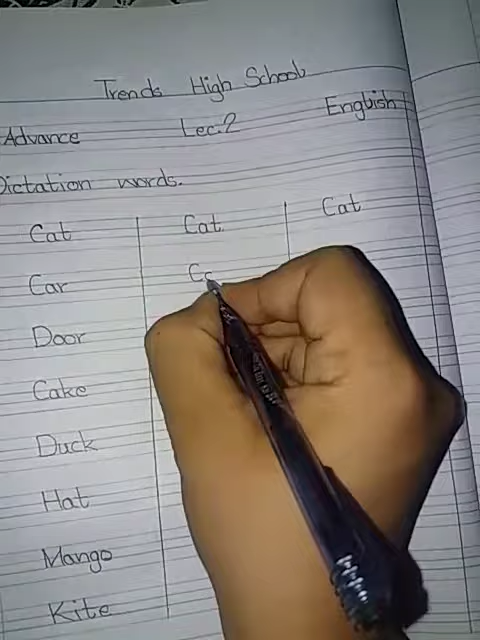 Trends High School
Advance Lec.2 English
Dictation words.
Cat Cat Cat
Car Ca
Door
Cake
Duck
Hat
Mango
Kite